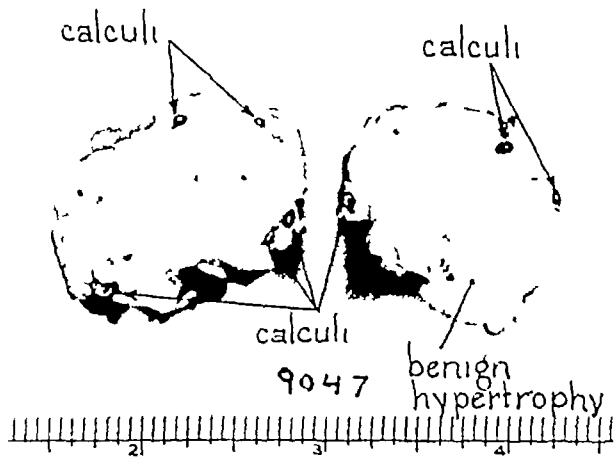 calculi
calculi
calculi
9047
benign
hypertrophy
2 3 4